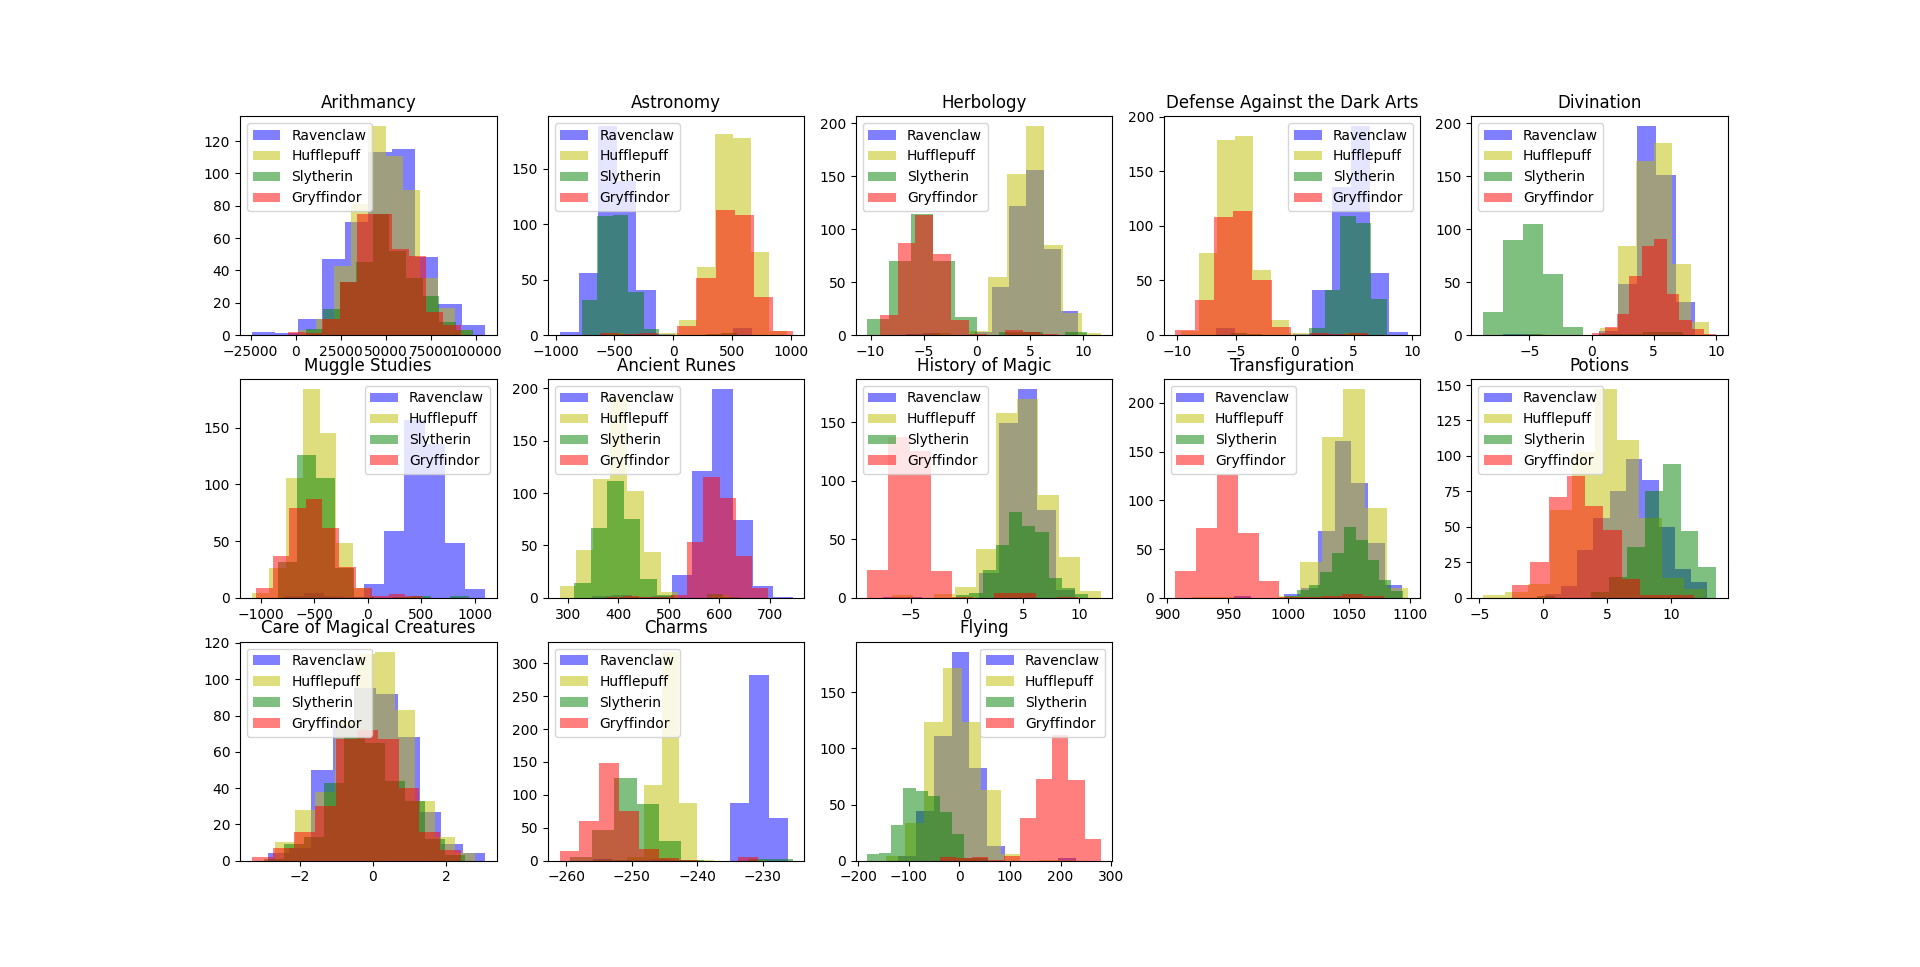 Arithmancy
Ravenclaw
Hufflepuff
Slytherin
Gryffindor
120
100
80
60
40
20
0
−25000 0 25000 50000 75000 100000
Astronomy
Ravenclaw
Hufflepuff
Slytherin
Gryffindor
150
100
50
0
−1000 −500 0 500 1000
Herbology
Ravenclaw
Hufflepuff
Slytherin
Gryffindor
200
150
100
50
0
−10 −5 0 5 10
Defense Against the Dark Arts
Ravenclaw
Hufflepuff
Slytherin
Gryffindor
200
150
100
50
0
−10 −5 0 5 10
Divination
Ravenclaw
Hufflepuff
Slytherin
Gryffindor
200
150
100
50
0
−5 0 5 10
Muggle Studies
Ravenclaw
Hufflepuff
Slytherin
Gryffindor
150
100
50
0
−1000 −500 0 500 1000
Ancient Runes
Ravenclaw
Hufflepuff
Slytherin
Gryffindor
200
150
100
50
0
300 400 500 600 700
History of Magic
Ravenclaw
Hufflepuff
Slytherin
Gryffindor
150
100
50
0
−5 0 5 10
Transfiguration
Ravenclaw
Hufflepuff
Slytherin
Gryffindor
200
150
100
50
0
900 950 1000 1050 1100
Potions
Ravenclaw
Hufflepuff
Slytherin
Gryffindor
150
125
100
75
50
25
0
−5 0 5 10
Care of Magical Creatures
Ravenclaw
Hufflepuff
Slytherin
Gryffindor
120
100
80
60
40
20
0
−2 0 2
Charms
Ravenclaw
Hufflepuff
Slytherin
Gryffindor
300
250
200
150
100
50
0
−260 −250 −240 −230
Flying
Ravenclaw
Hufflepuff
Slytherin
Gryffindor
150
100
50
0
−200 −100 0 100 200 300